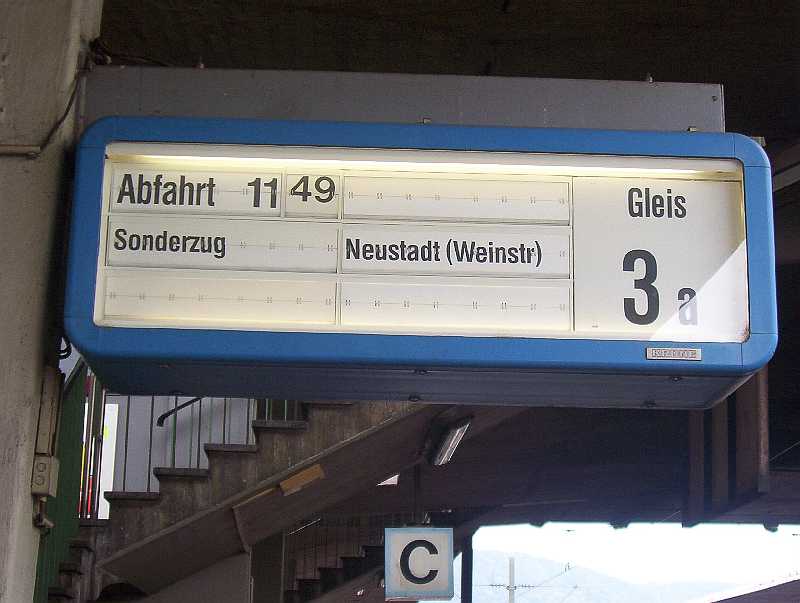 Abfahrt 11 49
Sonderzug Neustadt (Weinstr)
Gleis
3 a
C